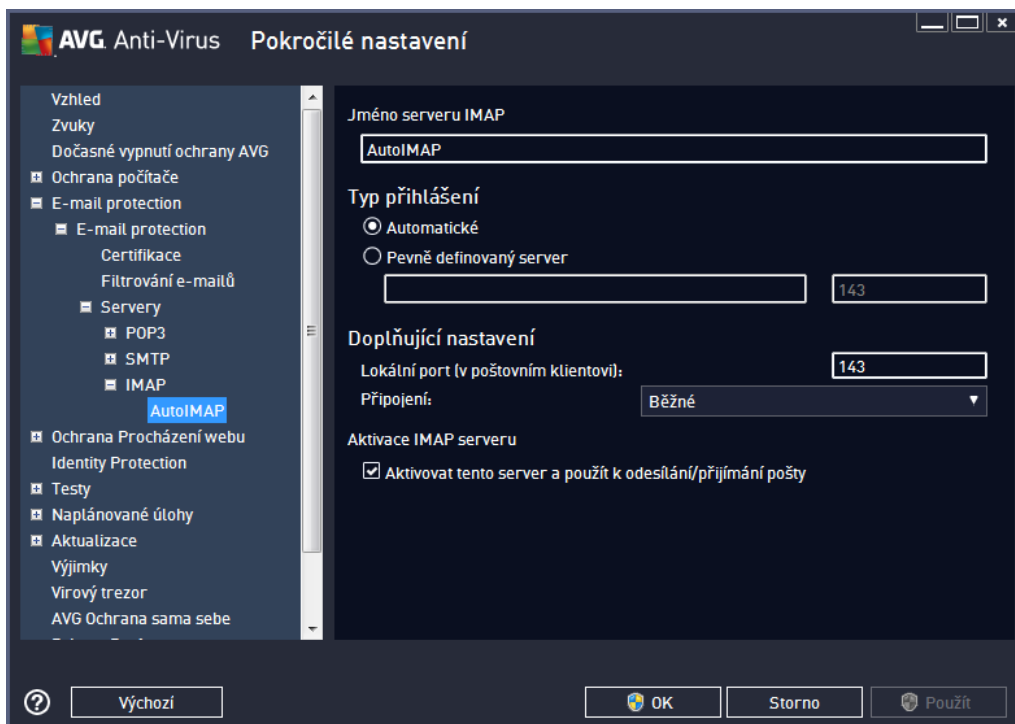 AVG Anti-Virus Pokročilé nastavení
Vzhled
Zvuky
Dočasné vypnutí ochrany AVG
Ochrana počítače
E-mail protection
E-mail protection
Certifikace
Filtrování e-mailů
Servery
POP3
SMTP
IMAP
AutoIMAP
Ochrana Procházení webu
Identity Protection
Testy
Naplánované úlohy
Aktualizace
Výjimky
Virový trezor
AVG Ochrana sama sebe
Jméno serveru IMAP
AutoIMAP
Typ přihlášení
Automatické
Pevně definovaný server
143
Doplňující nastavení
Lokální port (v poštovním klientovi):
143
Připojení:
Běžné
Aktivace IMAP serveru
Aktivovat tento server a použít k odesílání/přijímání pošty
Výchozí
OK
Storno
Použít